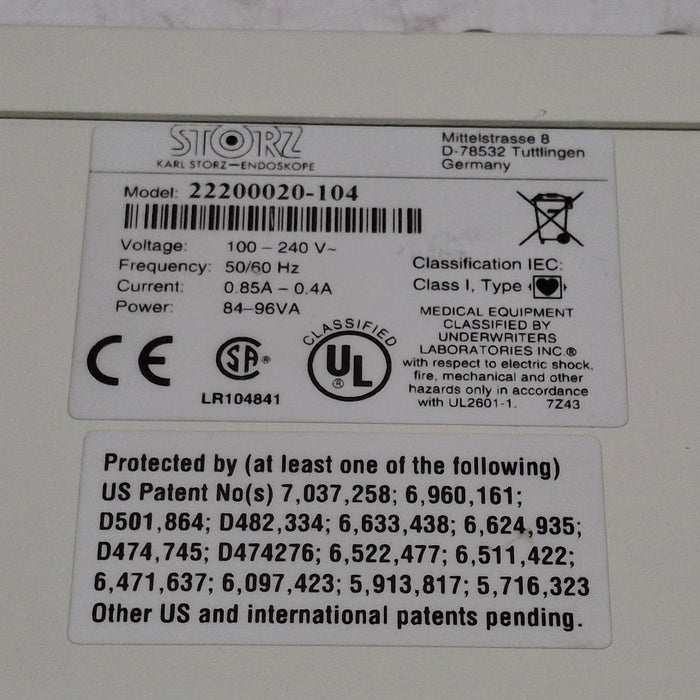 STORZ
KARL STORZ—ENDOSKOPE
Mittelstrasse 8
D-78532 Tuttlingen
Germany
Model: 22200020-104
Voltage: 100 – 240 V~
Frequency: 50/60 Hz
Current: 0.85A – 0.4A
Power: 84–96VA
Classification IEC:
Class I, Type
CE
SA®
LR104841
CLASSIFIED
UL
®
MEDICAL EQUIPMENT
CLASSIFIED BY
UNDERWRITERS
LABORATORIES INC.®
with respect to electric shock,
fire, mechanical and other
hazards only in accordance
with UL2601-1. 7Z43
Protected by (at least one of the following)
US Patent No(s) 7,037,258; 6,960,161;
D501,864; D482,334; 6,633,438; 6,624,935;
D474,745; D474276; 6,522,477; 6,511,422;
6,471,637; 6,097,423; 5,913,817; 5,716,323
Other US and international patents pending.